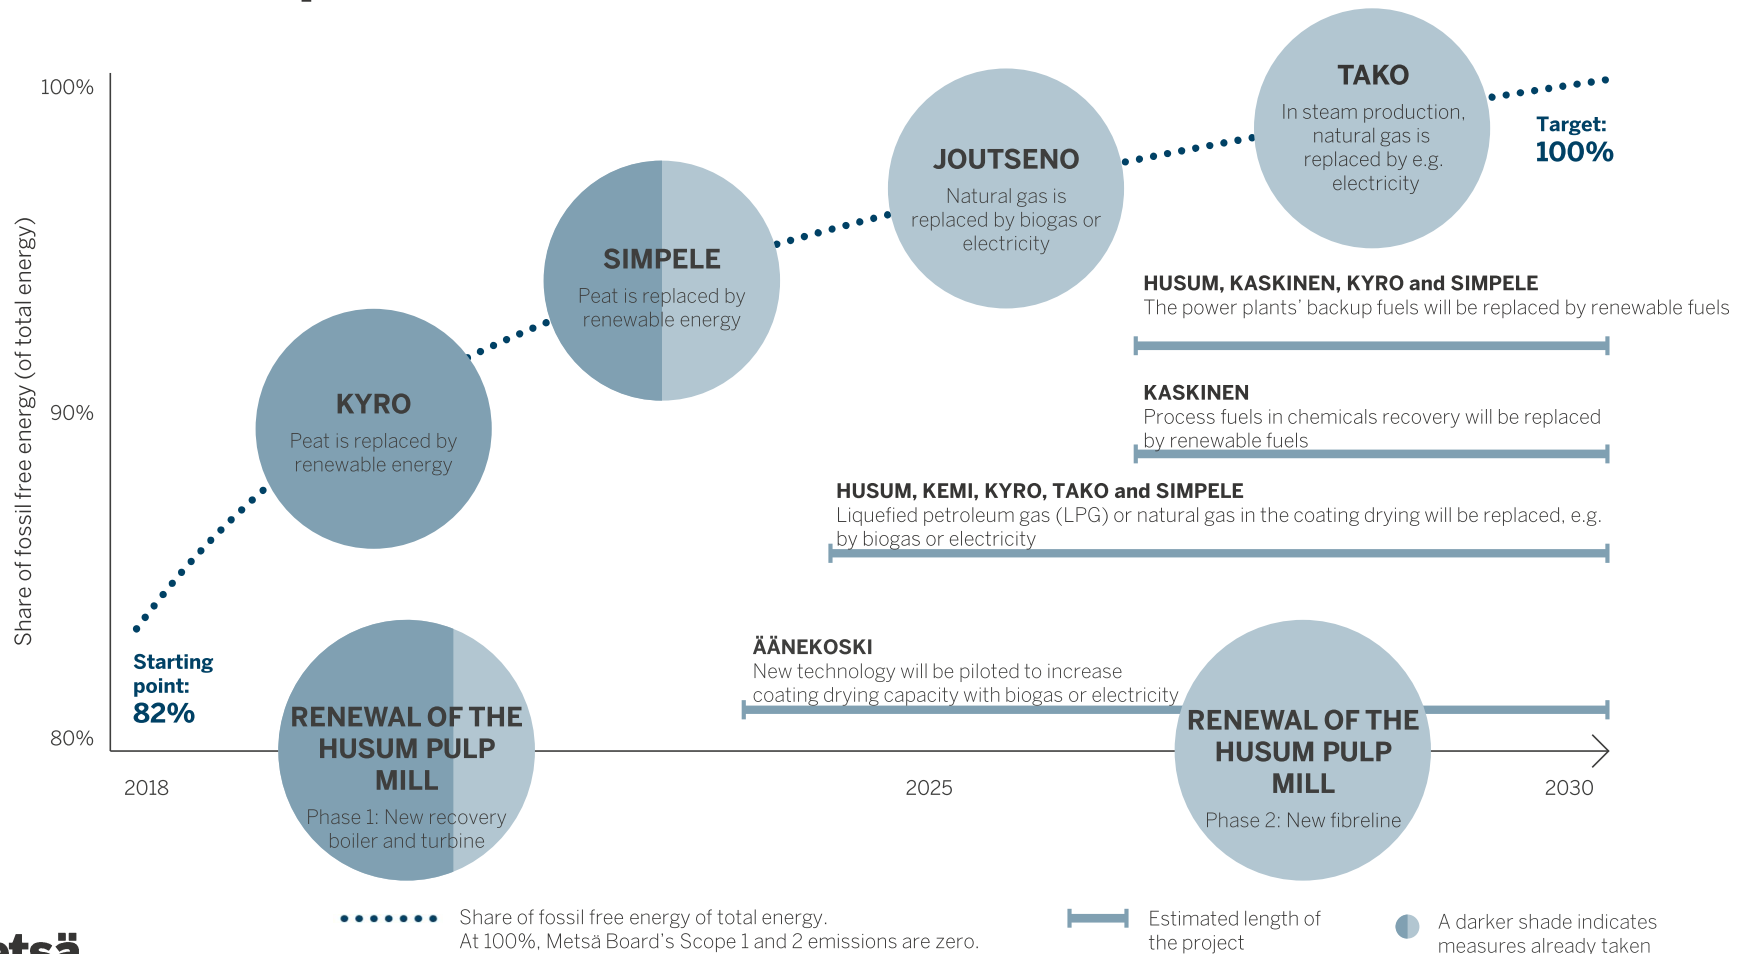 100%
90%
80%
Share of fossil free energy (of total energy)
Starting
point:
82%
KYRO
Peat is replaced by
renewable energy
SIMPELE
Peat is replaced by
renewable energy
JOUTSENO
Natural gas is
replaced by biogas or
electricity
TAKO
In steam production,
natural gas is
replaced by e.g.
electricity
Target:
100%
HUSUM, KASKINEN, KYRO and SIMPELE
The power plants’ backup fuels will be replaced by renewable fuels
KASKINEN
Process fuels in chemicals recovery will be replaced
by renewable fuels
HUSUM, KEMI, KYRO, TAKO and SIMPELE
Liquefied petroleum gas (LPG) or natural gas in the coating drying will be replaced, e.g.
by biogas or electricity
ÄÄNEKOSKI
New technology will be piloted to increase
coating drying capacity with biogas or electricity
RENEWAL OF THE
HUSUM PULP
MILL
Phase 1: New recovery
boiler and turbine
RENEWAL OF THE
HUSUM PULP
MILL
Phase 2: New fibreline
2018
2025
2030
Share of fossil free energy of total energy.
At 100%, Metsä Board’s Scope 1 and 2 emissions are zero.
Estimated length of
the project
A darker shade indicates
measures already taken